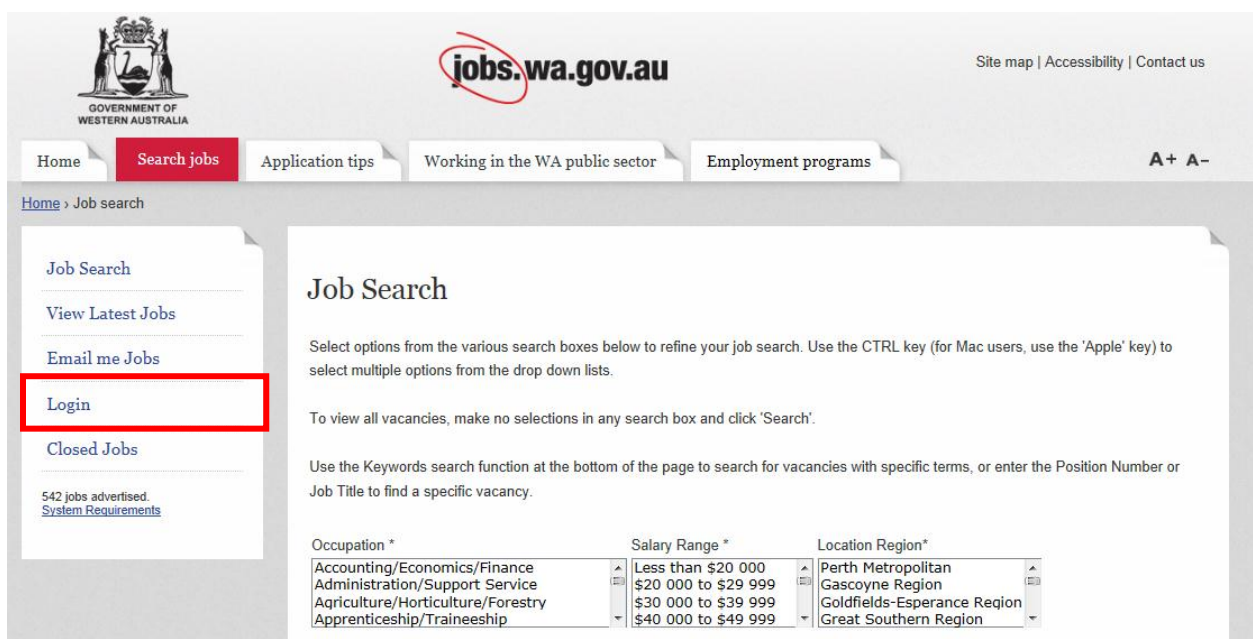 GOVERNMENT OF
WESTERN AUSTRALIA
jobs.wa.gov.au
Site map | Accessibility | Contact us
Home
Search jobs
Application tips
Working in the WA public sector
Employment programs
A+ A-
Home › Job search
Job Search
View Latest Jobs
Email me Jobs
Login
Closed Jobs
542 jobs advertised.
System Requirements
Job Search
Select options from the various search boxes below to refine your job search. Use the CTRL key (for Mac users, use the 'Apple' key) to
select multiple options from the drop down lists.
To view all vacancies, make no selections in any search box and click 'Search'.
Use the Keywords search function at the bottom of the page to search for vacancies with specific terms, or enter the Position Number or
Job Title to find a specific vacancy.
Occupation *
Accounting/Economics/Finance
Administration/Support Service
Agriculture/Horticulture/Forestry
Apprenticeship/Traineeship
Salary Range *
Less than $20 000
$20 000 to $29 999
$30 000 to $39 999
$40 000 to $49 999
Location Region*
Perth Metropolitan
Gascoyne Region
Goldfields-Esperance Region
Great Southern Region